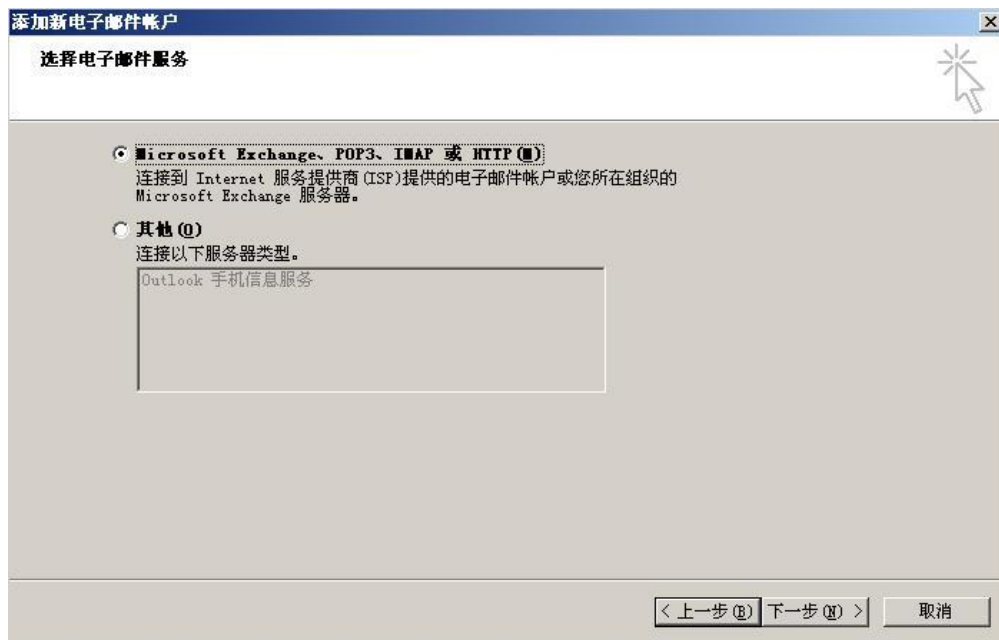 添加新电子邮件帐户
选择电子邮件服务
Microsoft Exchange、POP3、IMAP 或 HTTP(M)
连接到 Internet 服务提供商(ISP)提供的电子邮件帐户或您所在组织的
Microsoft Exchange 服务器。
其他(O)
连接以下服务器类型。
Outlook 手机信息服务
< 上一步(B) 下一步(N) > 取消